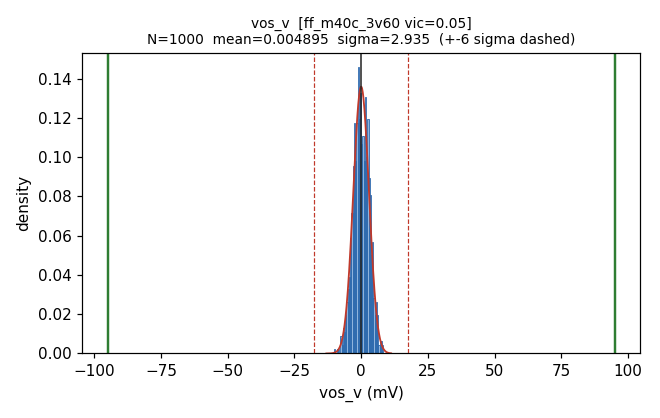 vos_v [ff_m40c_3v60 vic=0.05]
N=1000 mean=0.004895 sigma=2.935 (+-6 sigma dashed)
density
0.14
0.12
0.10
0.08
0.06
0.04
0.02
0.00
−100 −75 −50 −25 0 25 50 75 100
vos_v (mV)